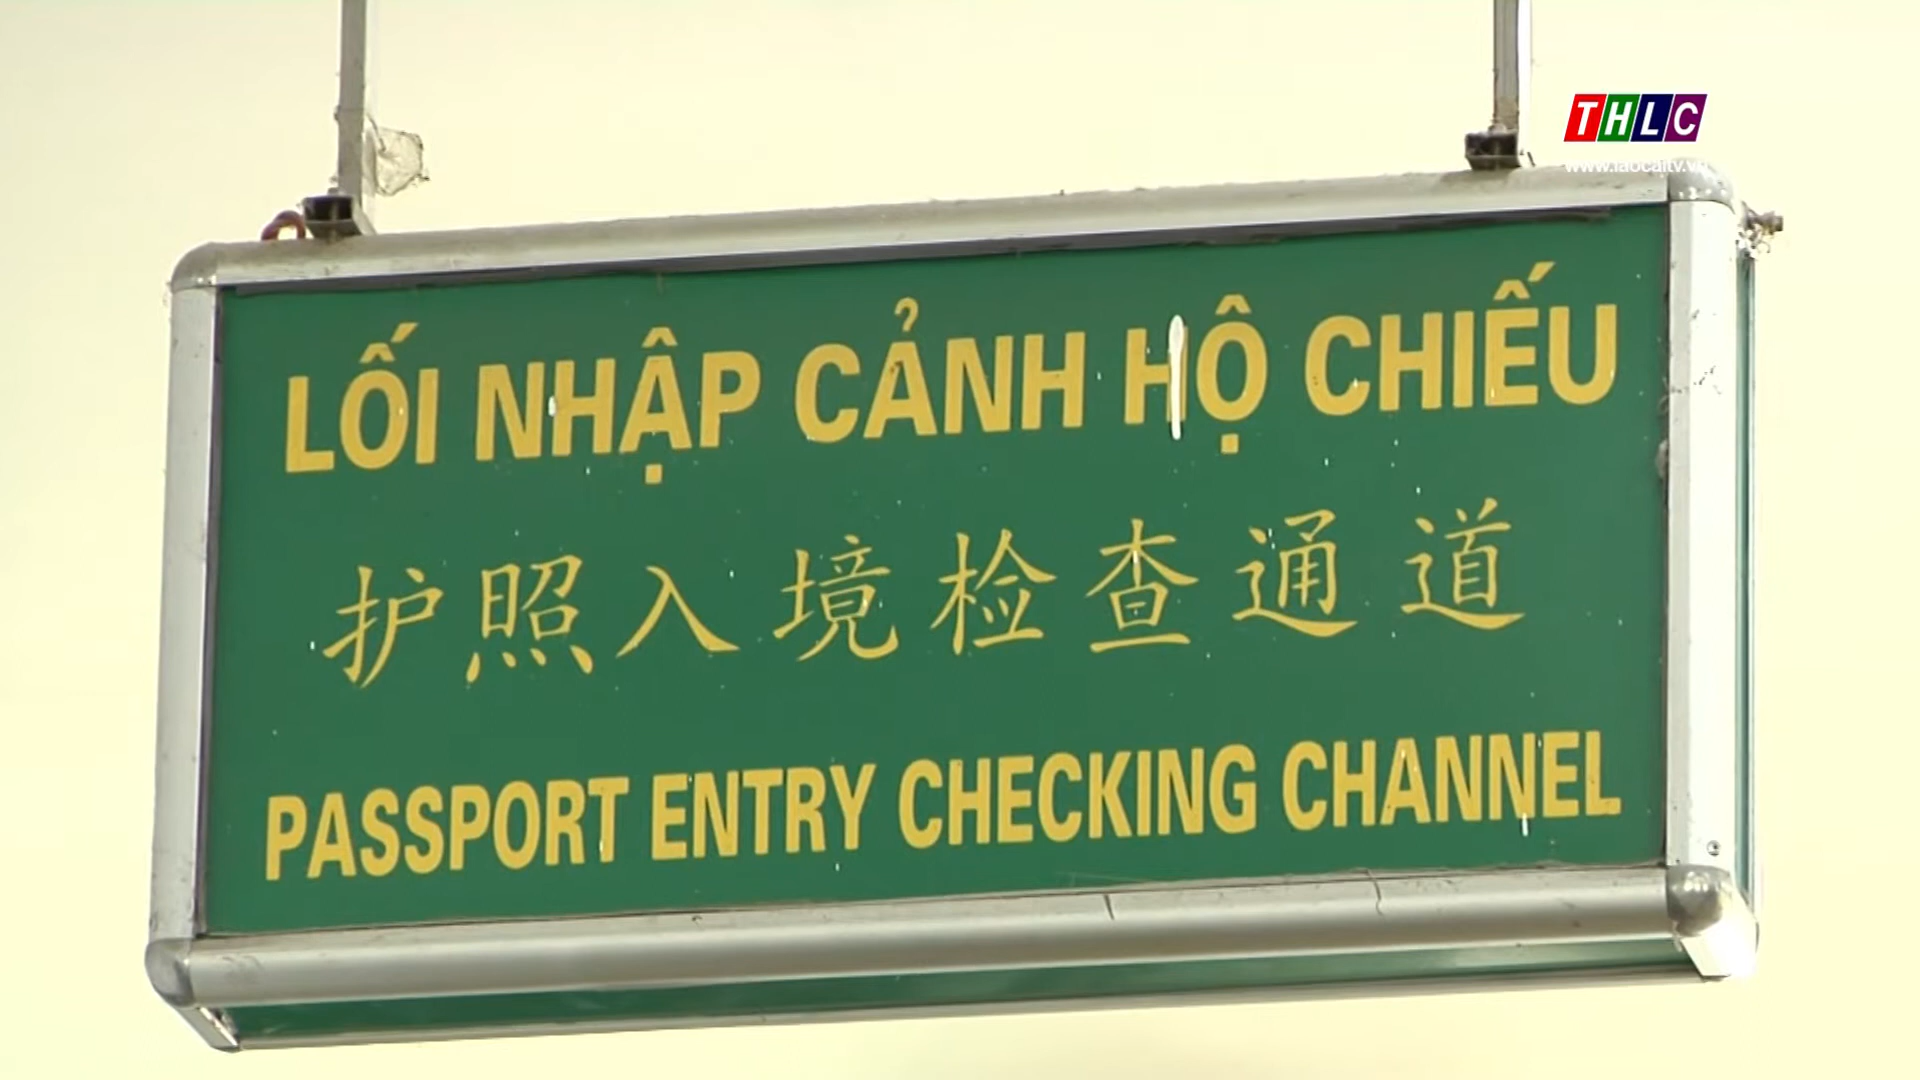 THLC
www.laocaitv.vn
LỐI NHẬP CẢNH HỘ CHIẾU
护照入境检查通道
PASSPORT ENTRY CHECKING CHANNEL